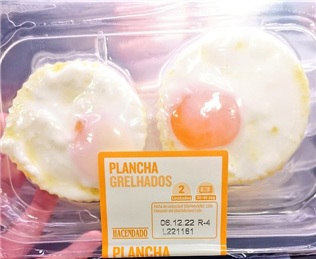 PLANCHA
GRELHADOS
2
06.12.22 R-4
L221161
HACENDADO
PLANCHA